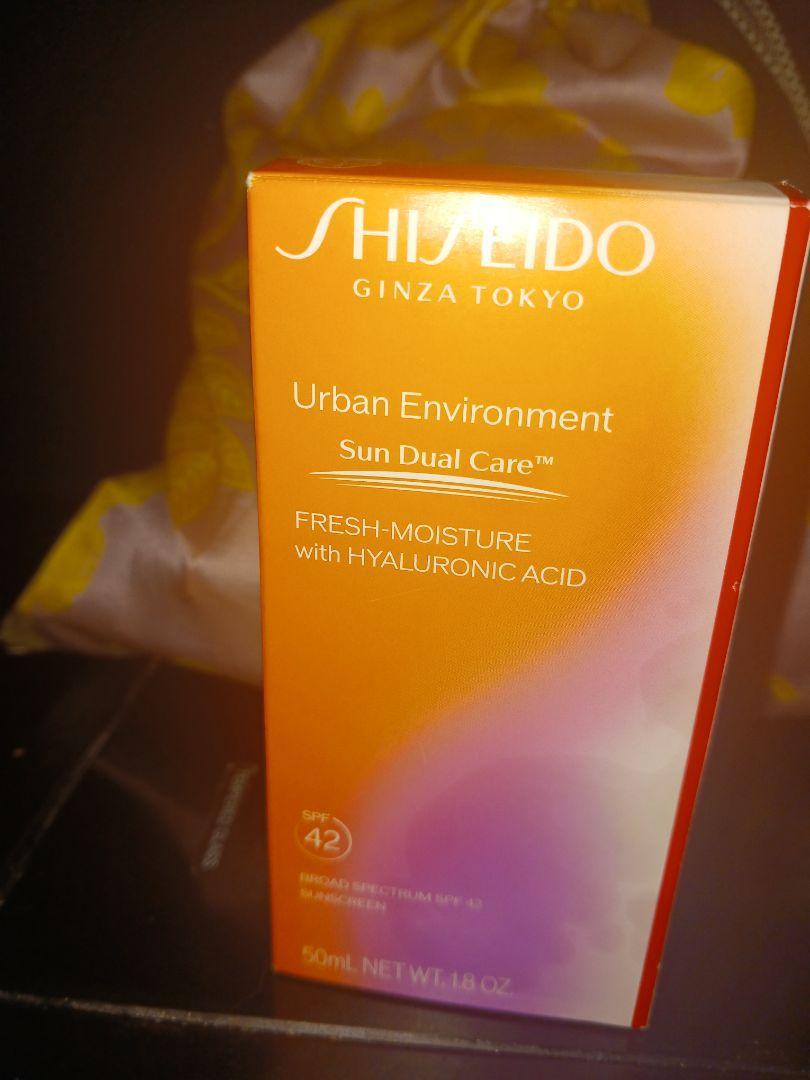 SHISEIDO
GINZA TOKYO
Urban Environment
Sun Dual Care™
FRESH-MOISTURE
with HYALURONIC ACID
SPF
42
BROAD SPECTRUM SPF 42
SUNSCREEN
50mL NET WT. 1.8 OZ.